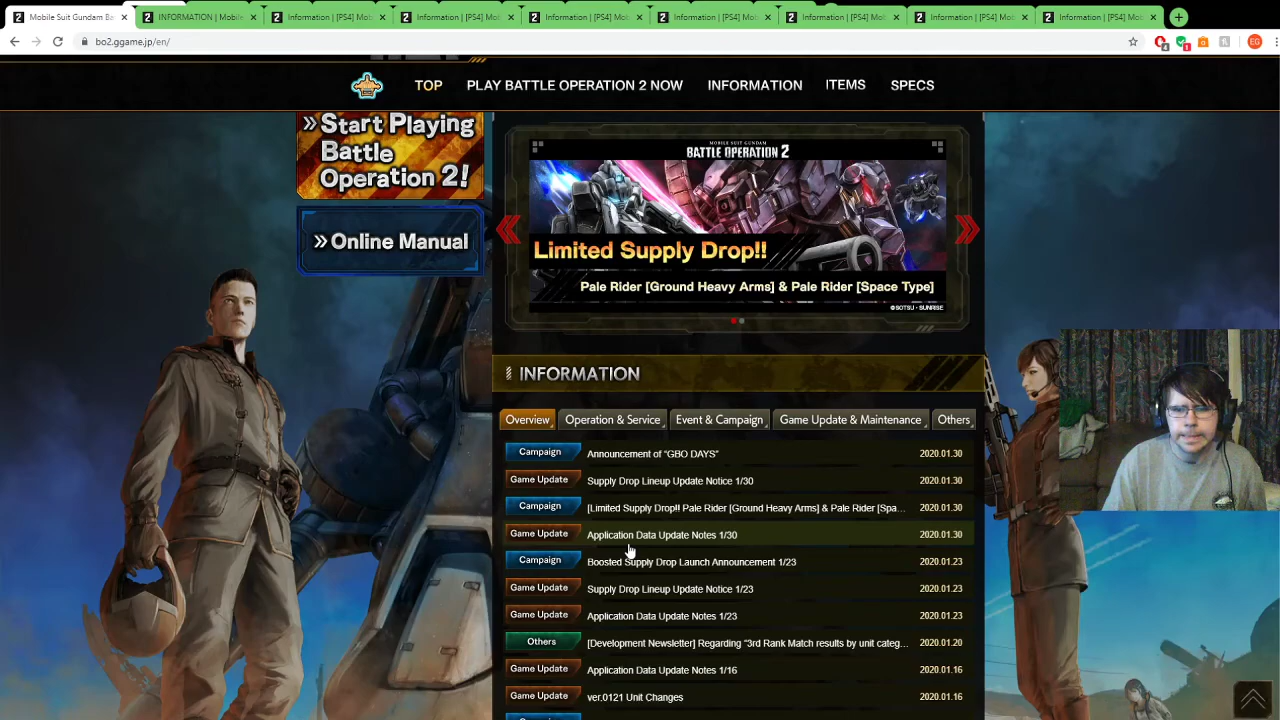 Mobile Suit Gundam Ba
INFORMATION | Mobile
Information | [PS4] Mob
Information | [PS4] Mob
Information | [PS4] Mob
Information | [PS4] Mob
Information | [PS4] Mob
Information | [PS4] Mob
Information | [PS4] Mob
bo2.ggame.jp/en/
EG
TOP
PLAY BATTLE OPERATION 2 NOW
INFORMATION
ITEMS
SPECS
» Start Playing
Battle
Operation 2!
» Online Manual
MOBILE SUIT GUNDAM
BATTLE OPERATION 2
Limited Supply Drop!!
Pale Rider [Ground Heavy Arms] & Pale Rider [Space Type]
©SOTSU・SUNRISE
INFORMATION
Overview
Operation & Service
Event & Campaign
Game Update & Maintenance
Others
Campaign Announcement of "GBO DAYS" 2020.01.30
Game Update Supply Drop Lineup Update Notice 1/30 2020.01.30
Campaign [Limited Supply Drop!! Pale Rider [Ground Heavy Arms] & Pale Rider [Spa... 2020.01.30
Game Update Application Data Update Notes 1/30 2020.01.30
Campaign Boosted Supply Drop Launch Announcement 1/23 2020.01.23
Game Update Supply Drop Lineup Update Notice 1/23 2020.01.23
Game Update Application Data Update Notes 1/23 2020.01.23
Others [Development Newsletter] Regarding "3rd Rank Match results by unit categ... 2020.01.20
Game Update Application Data Update Notes 1/16 2020.01.16
Game Update ver.0121 Unit Changes 2020.01.16